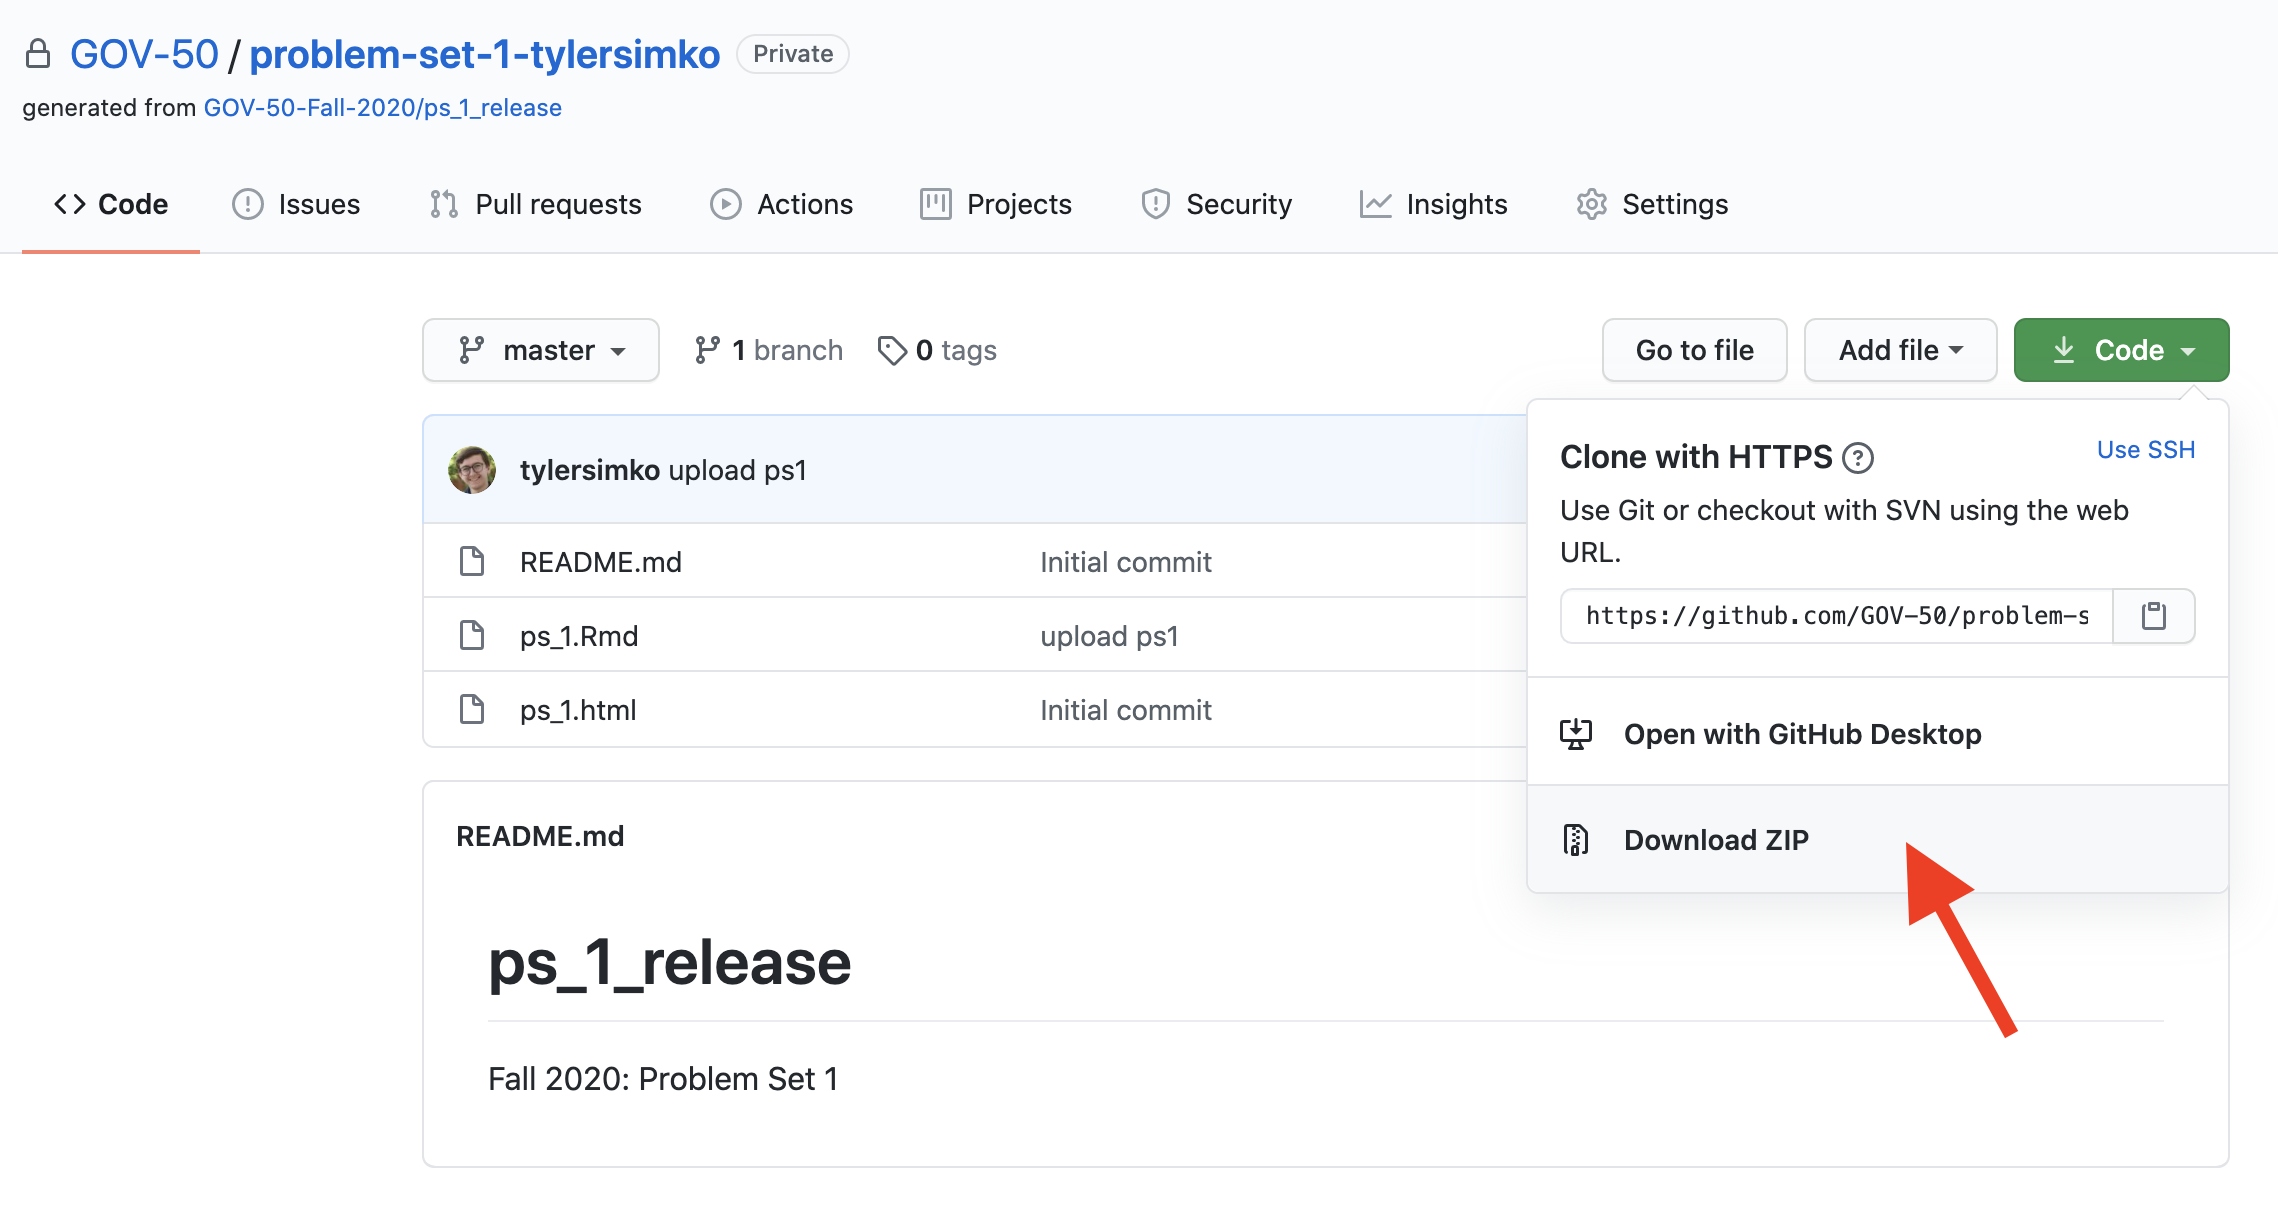 GOV-50 / problem-set-1-tylersimko Private
generated from GOV-50-Fall-2020/ps_1_release
Code Issues Pull requests Actions Projects Security Insights Settings
master 1 branch 0 tags Go to file Add file Code
tylersimko upload ps1
README.md Initial commit
ps_1.Rmd upload ps1
ps_1.html Initial commit
Clone with HTTPS ? Use SSH
Use Git or checkout with SVN using the web
URL.
https://github.com/GOV-50/problem-s
Open with GitHub Desktop
Download ZIP
README.md
ps_1_release
Fall 2020: Problem Set 1